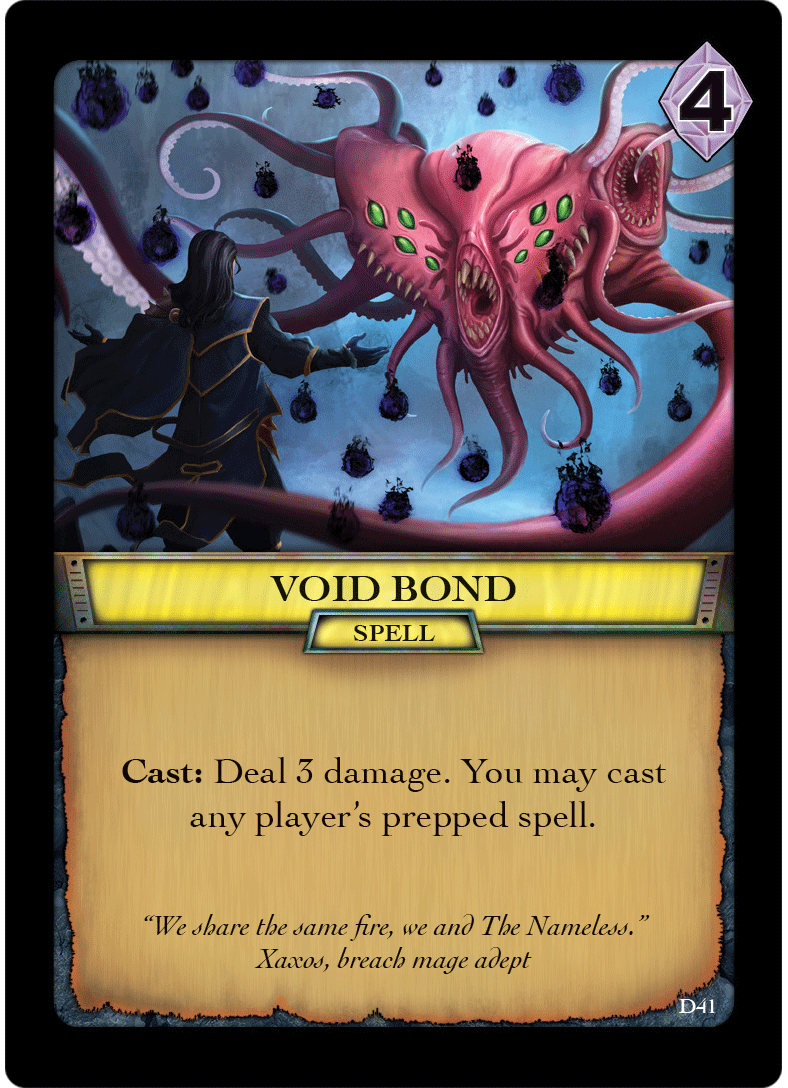 4
VOID BOND
SPELL
Cast: Deal 3 damage. You may cast
any player’s prepped spell.
“We share the same fire, we and The Nameless.”
Xaxos, breach mage adept
D41